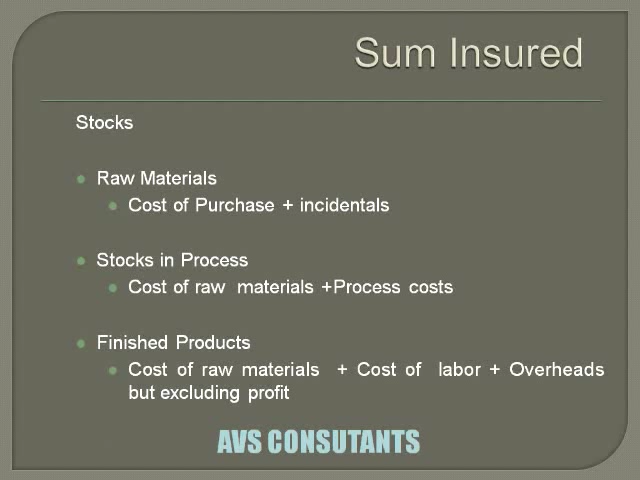 Sum Insured
Stocks
Raw Materials
Cost of Purchase + incidentals
Stocks in Process
Cost of raw materials +Process costs
Finished Products
Cost of raw materials + Cost of labor + Overheads
but excluding profit
AVS CONSUTANTS